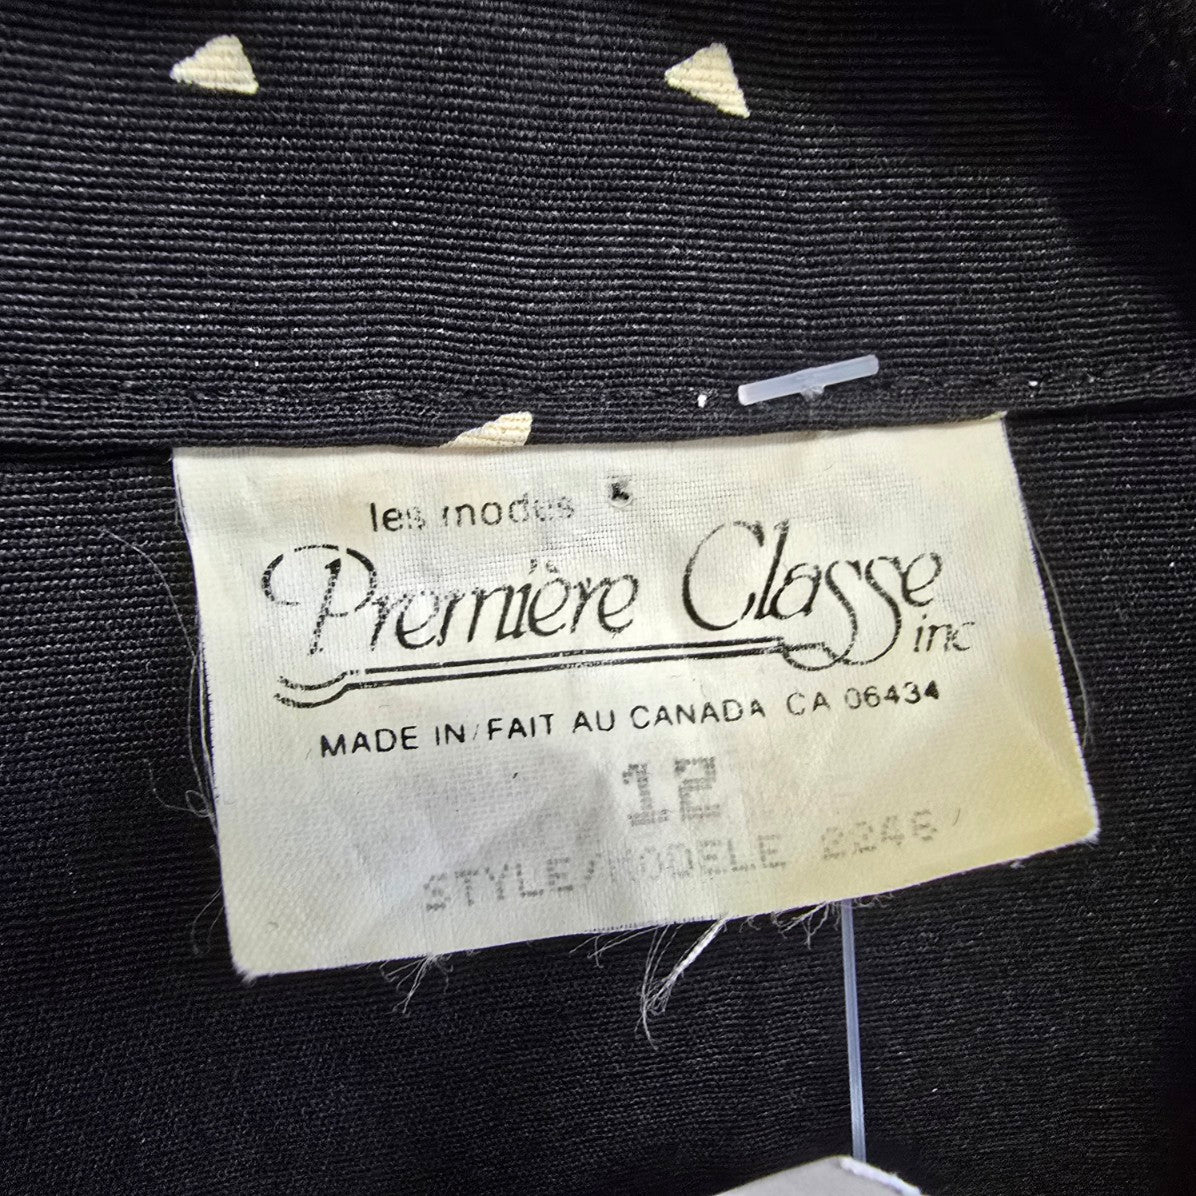 les modes
Première Classe
inc
MADE IN/FAIT AU CANADA CA 06434
12
STYLE/MODELE 2246